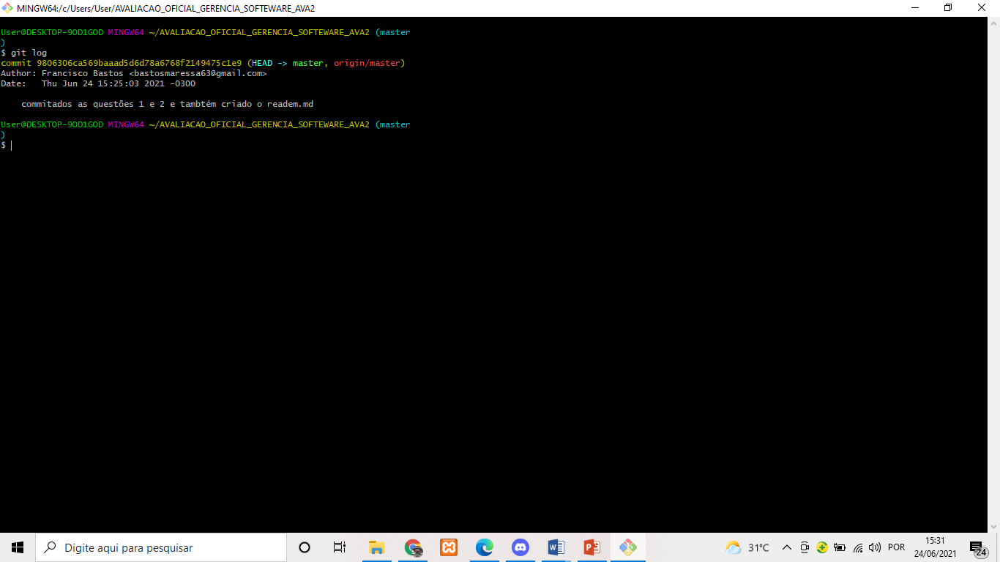 MINGW64:/c/Users/User/AVALIACAO_OFICIAL_GERENCIA_SOFTEWARE_AVA2
User@DESKTOP-9OD1GOD MINGW64 ~/AVALIACAO_OFICIAL_GERENCIA_SOFTEWARE_AVA2 (master
)
$ git log
commit 9806306ca569baaad5d6d78a6768f2149475c1e9 (HEAD -> master, origin/master)
Author: Francisco Bastos <bastosmaressa63@gmail.com>
Date:   Thu Jun 24 15:25:03 2021 -0300
    commitados as questões 1 e 2 e tambtém criado o readem.md
User@DESKTOP-9OD1GOD MINGW64 ~/AVALIACAO_OFICIAL_GERENCIA_SOFTEWARE_AVA2 (master
)
$
Digite aqui para pesquisar
31°C
POR
15:31
24/06/2021
24